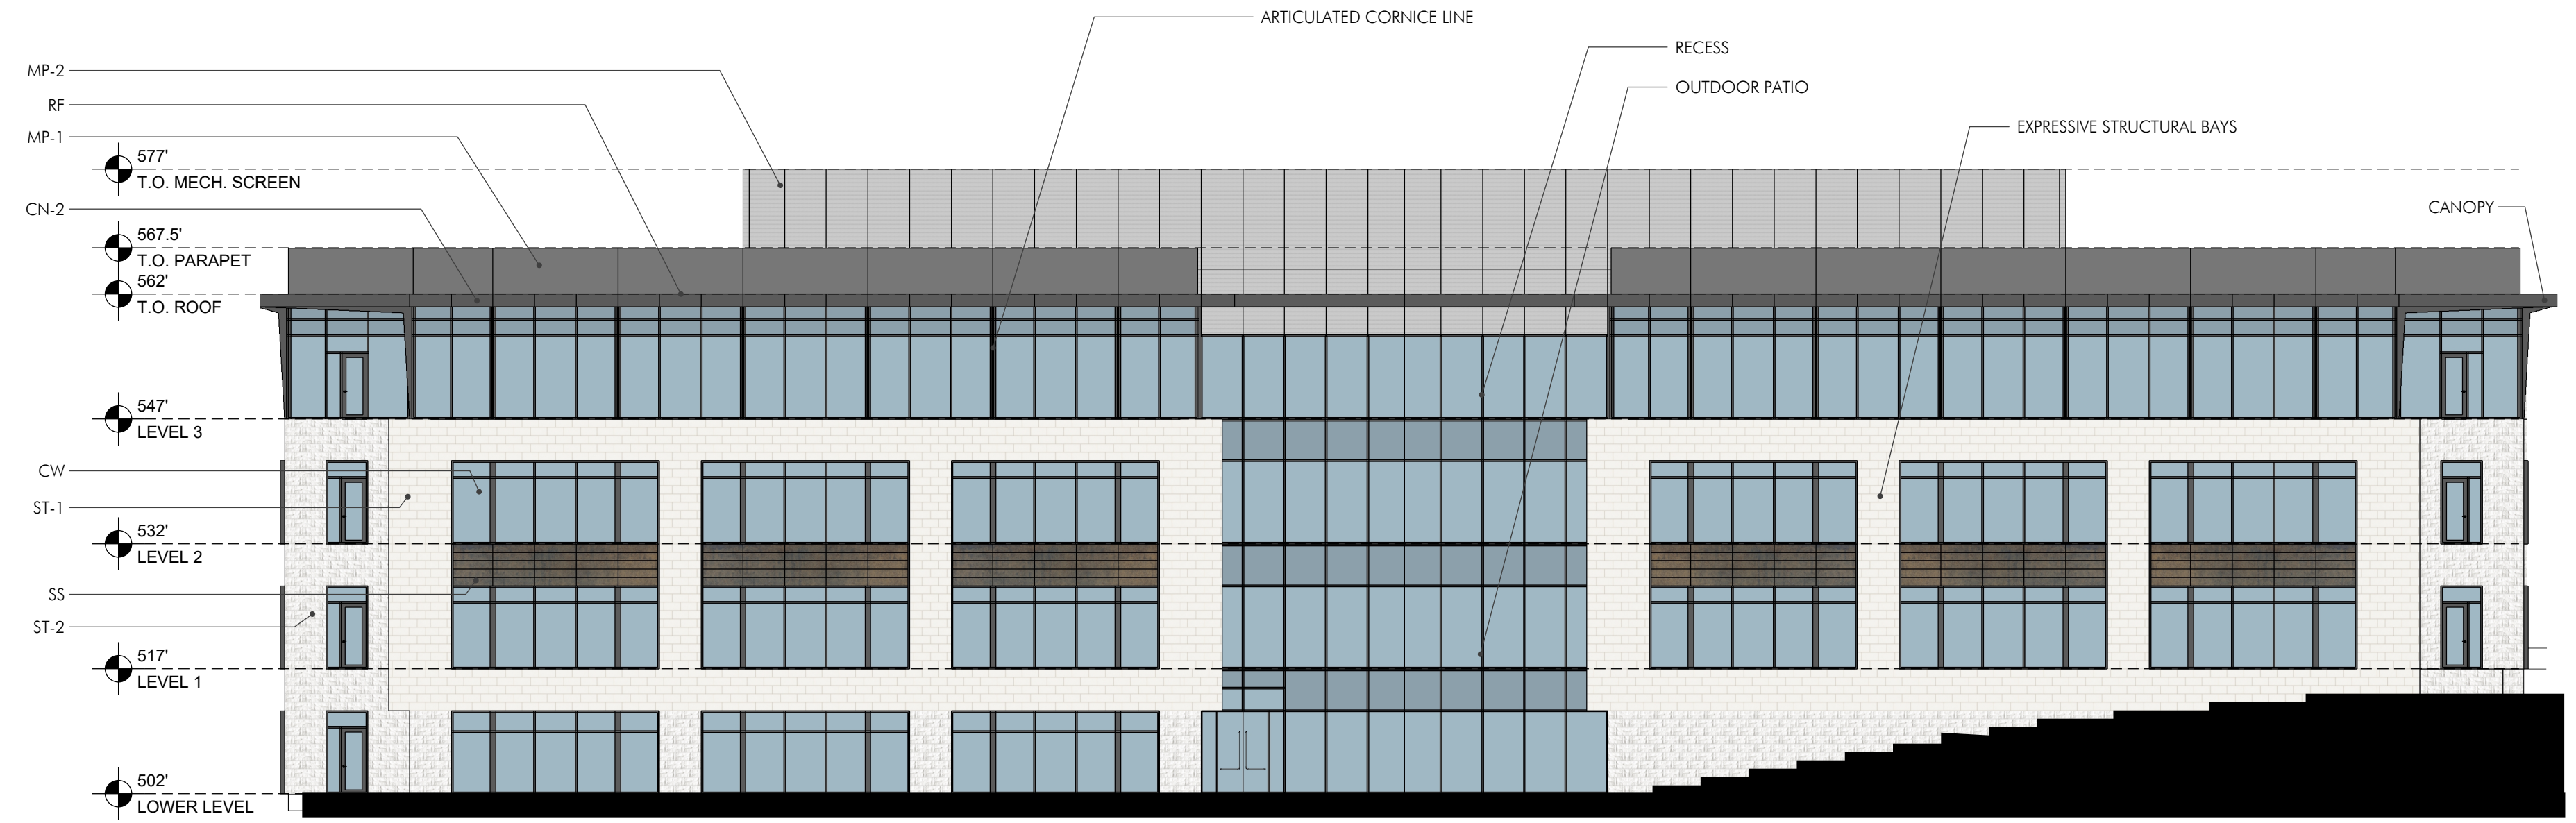 ARTICULATED CORNICE LINE
RECESS
MP-2
OUTDOOR PATIO
RF
EXPRESSIVE STRUCTURAL BAYS
MP-1
577'
T.O. MECH. SCREEN
CN-2
CANOPY
567.5'
T.O. PARAPET
562'
T.O. ROOF
547'
LEVEL 3
CW
ST-1
532'
LEVEL 2
SS
ST-2
517'
LEVEL 1
502'
LOWER LEVEL